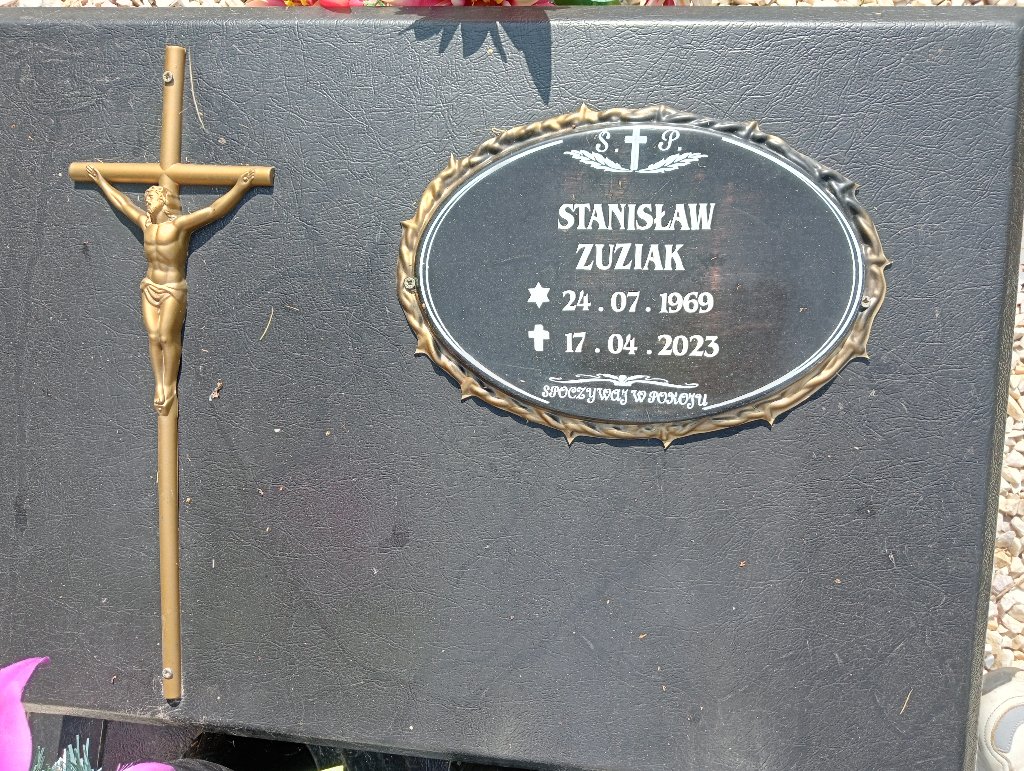 S. P.
STANISŁAW
ZUZIAK
24.07.1969
17.04.2023
SPOCZYWAJ W POKOJU